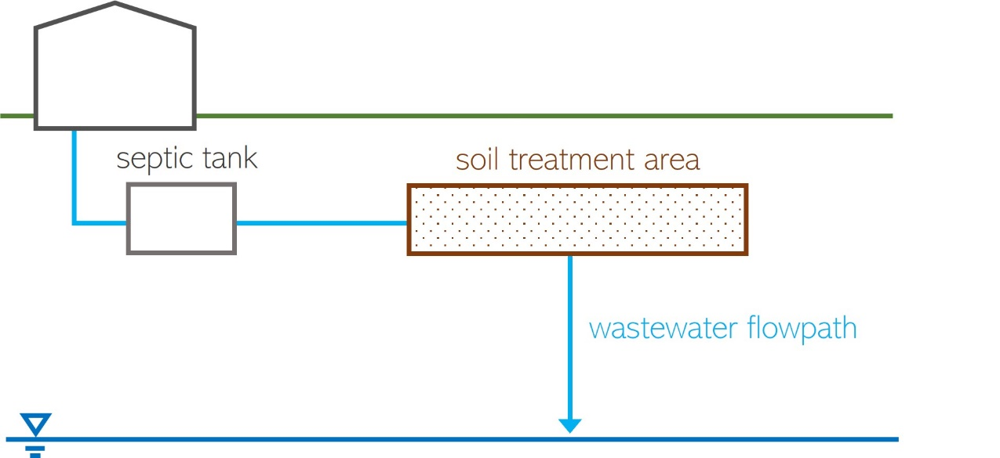 septic tank
soil treatment area
wastewater flowpath